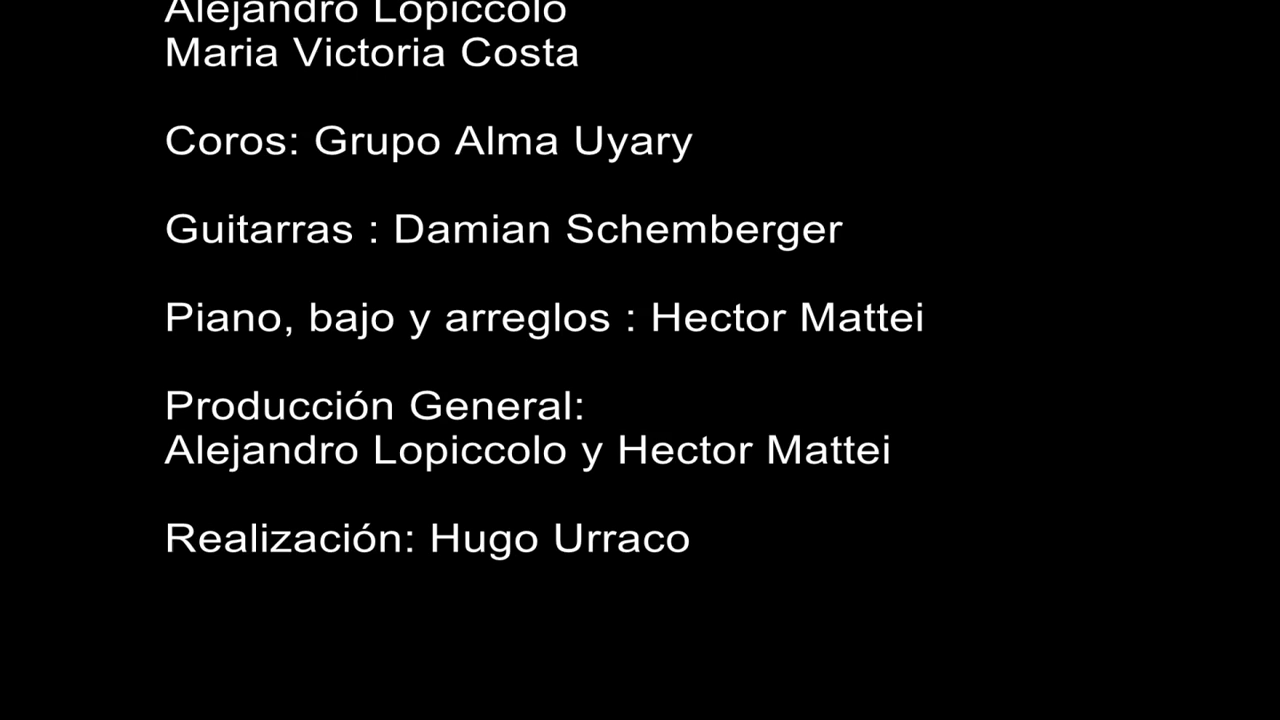 Alejandro Lopiccolo
Maria Victoria Costa
Coros: Grupo Alma Uyary
Guitarras : Damian Schemberger
Piano, bajo y arreglos : Hector Mattei
Producción General:
Alejandro Lopiccolo y Hector Mattei
Realización: Hugo Urraco